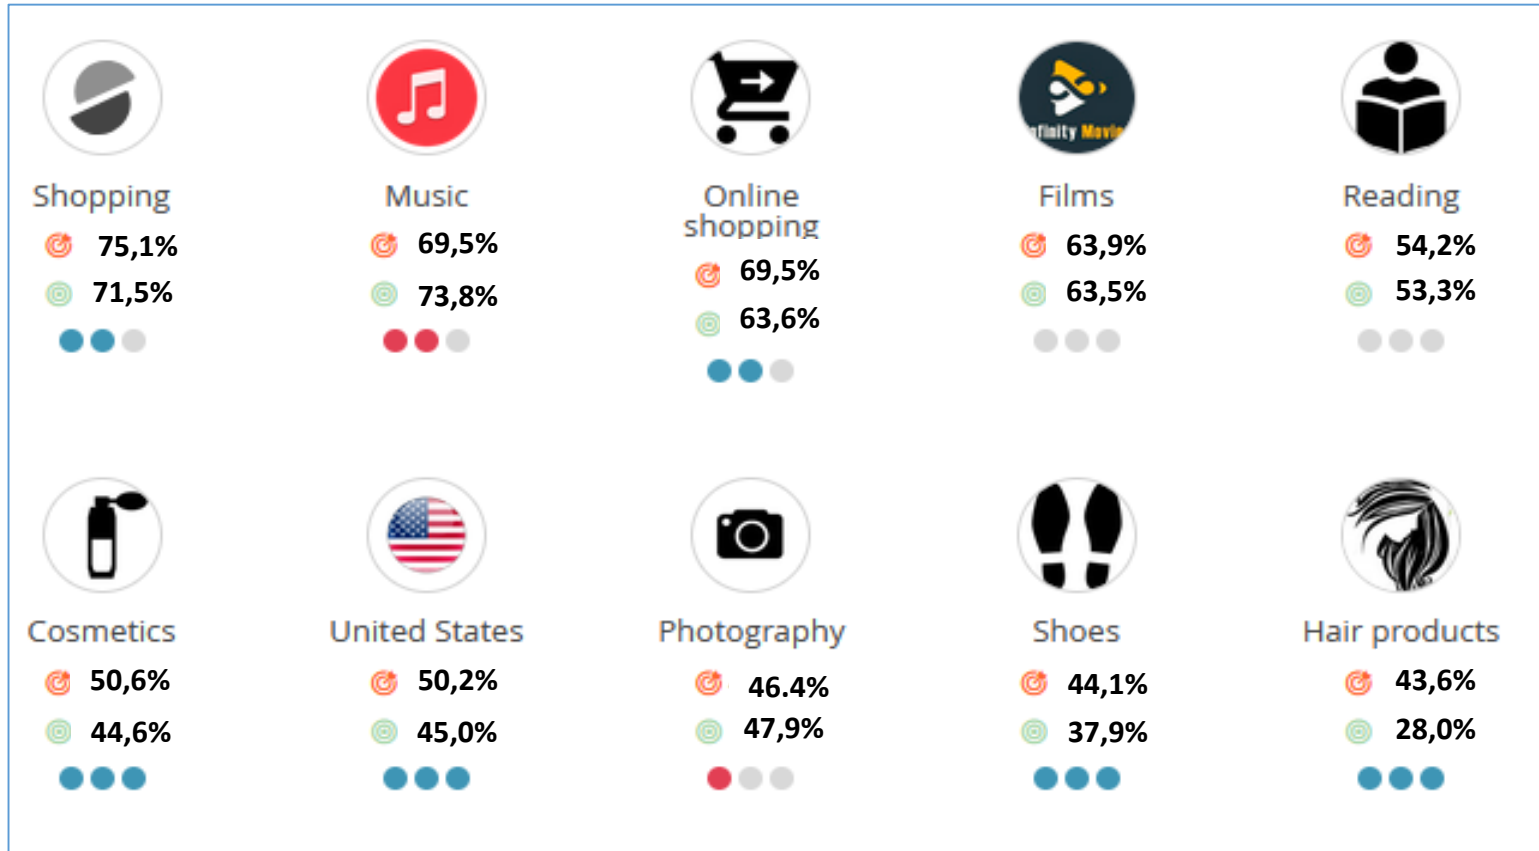 nfinity Movie
Shopping
75,1%
71,5%
Music
69,5%
73,8%
Online
shopping
69,5%
63,6%
Films
63,9%
63,5%
Reading
54,2%
53,3%
Cosmetics
50,6%
44,6%
United States
50,2%
45,0%
Photography
46.4%
47,9%
Shoes
44,1%
37,9%
Hair products
43,6%
28,0%